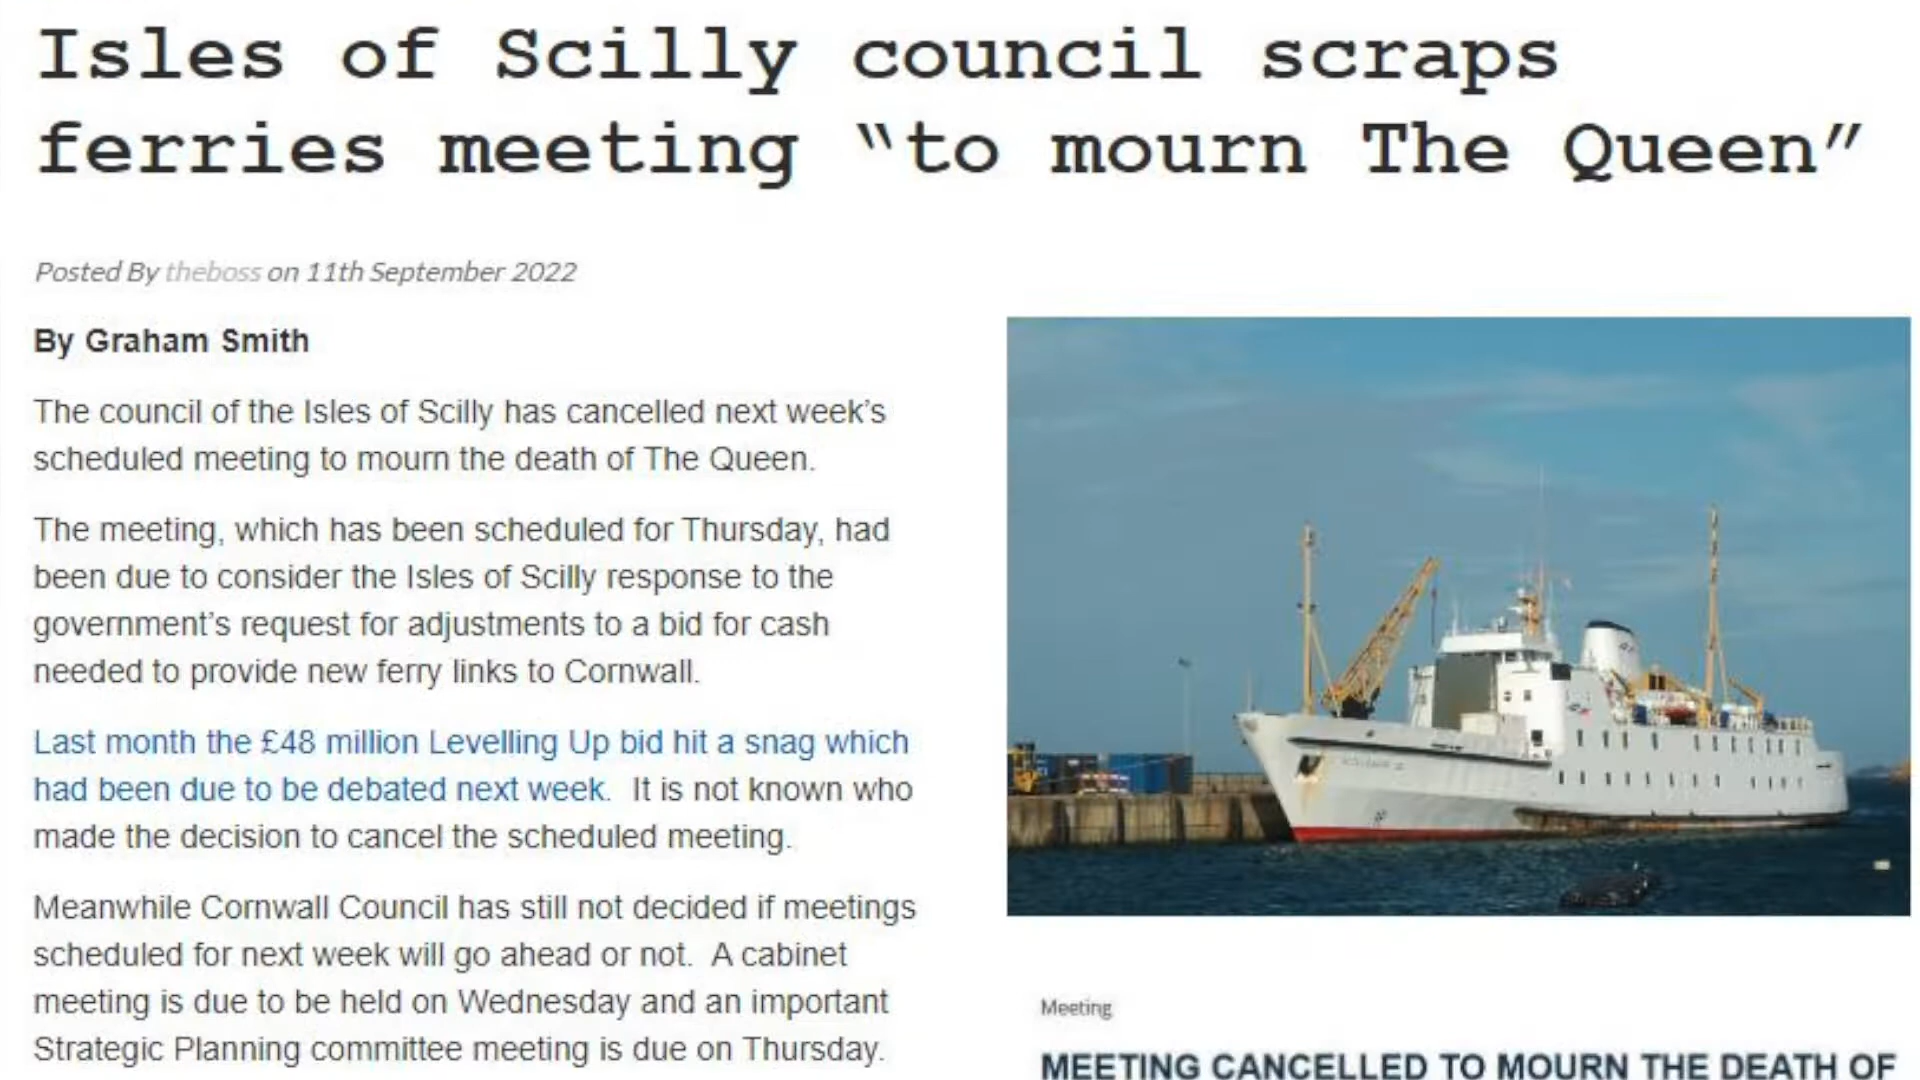 Isles of Scilly council scraps
ferries meeting “to mourn The Queen”
Posted By theboss on 11th September 2022
By Graham Smith
The council of the Isles of Scilly has cancelled next week’s
scheduled meeting to mourn the death of The Queen.
The meeting, which has been scheduled for Thursday, had
been due to consider the Isles of Scilly response to the
government’s request for adjustments to a bid for cash
needed to provide new ferry links to Cornwall.
Last month the £48 million Levelling Up bid hit a snag which
had been due to be debated next week.  It is not known who
made the decision to cancel the scheduled meeting.
Meanwhile Cornwall Council has still not decided if meetings
scheduled for next week will go ahead or not.  A cabinet
meeting is due to be held on Wednesday and an important
Strategic Planning committee meeting is due on Thursday.
Meeting
MEETING CANCELLED TO MOURN THE DEATH OF